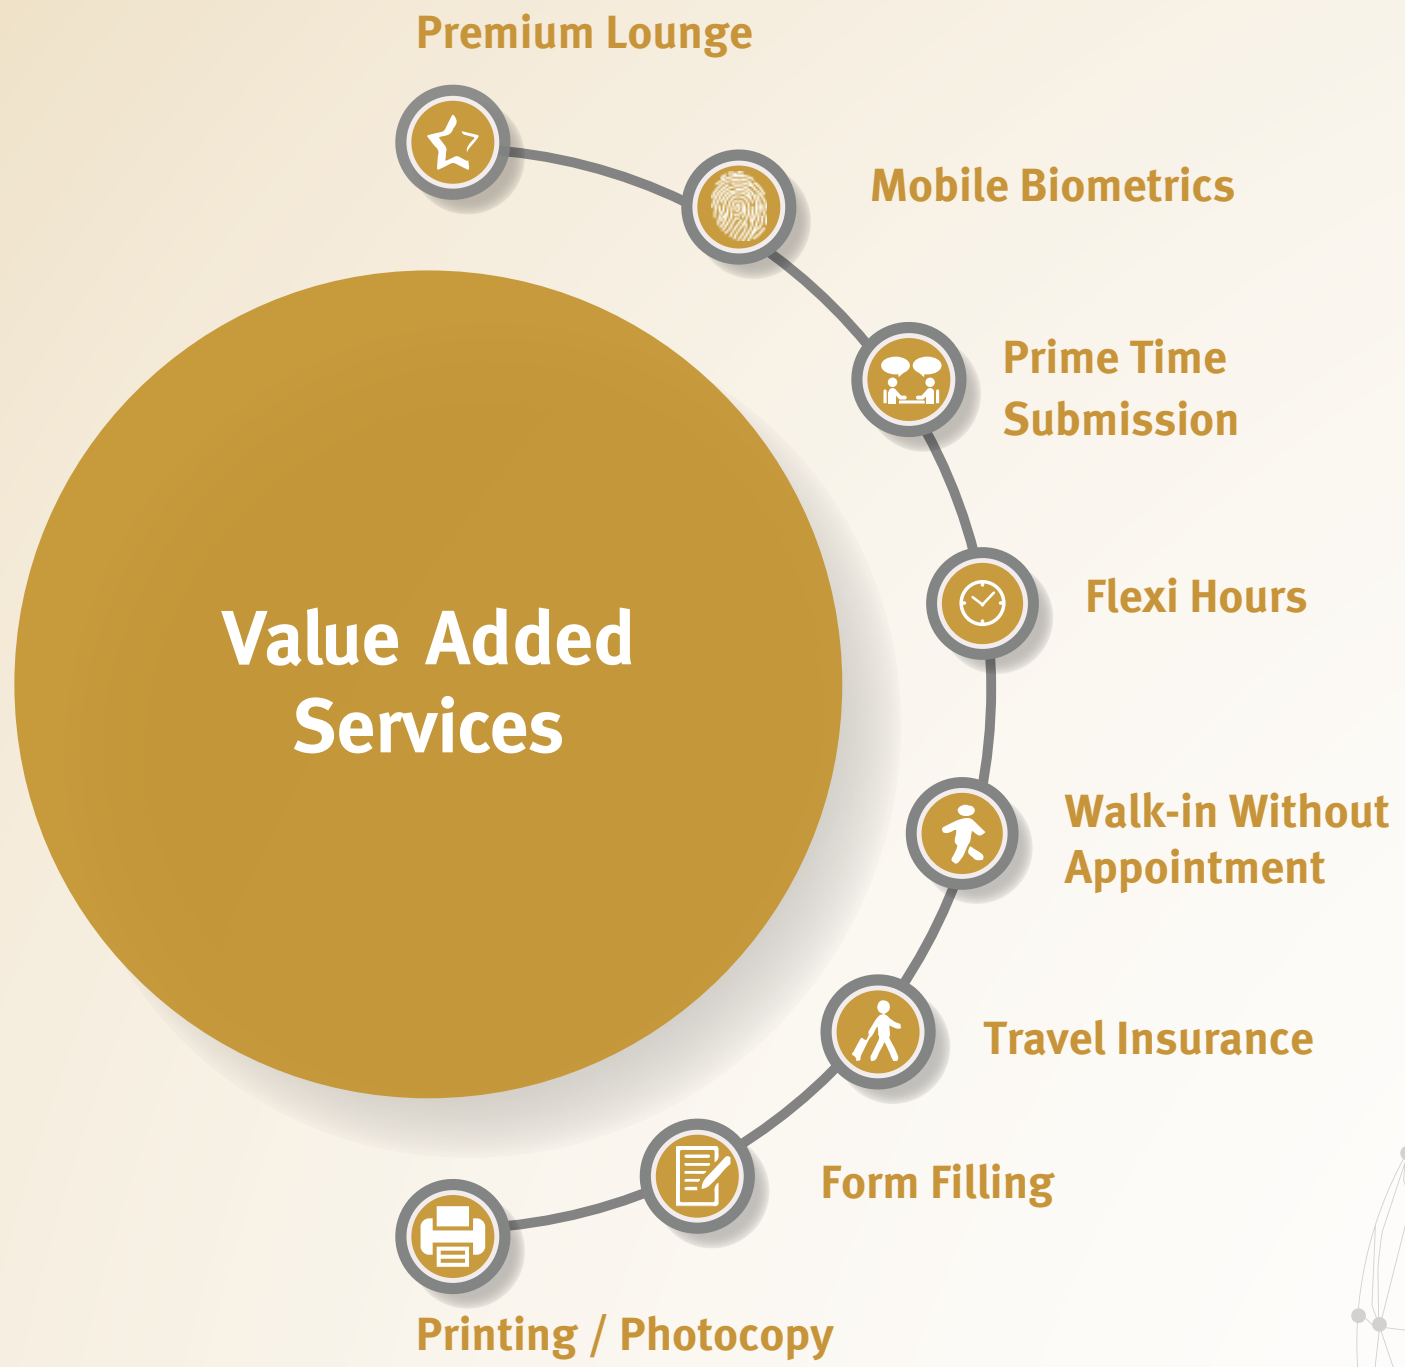 Premium Lounge
Mobile Biometrics
Prime Time
Submission
Flexi Hours
Value Added
Services
Walk-in Without
Appointment
Travel Insurance
Form Filling
Printing / Photocopy